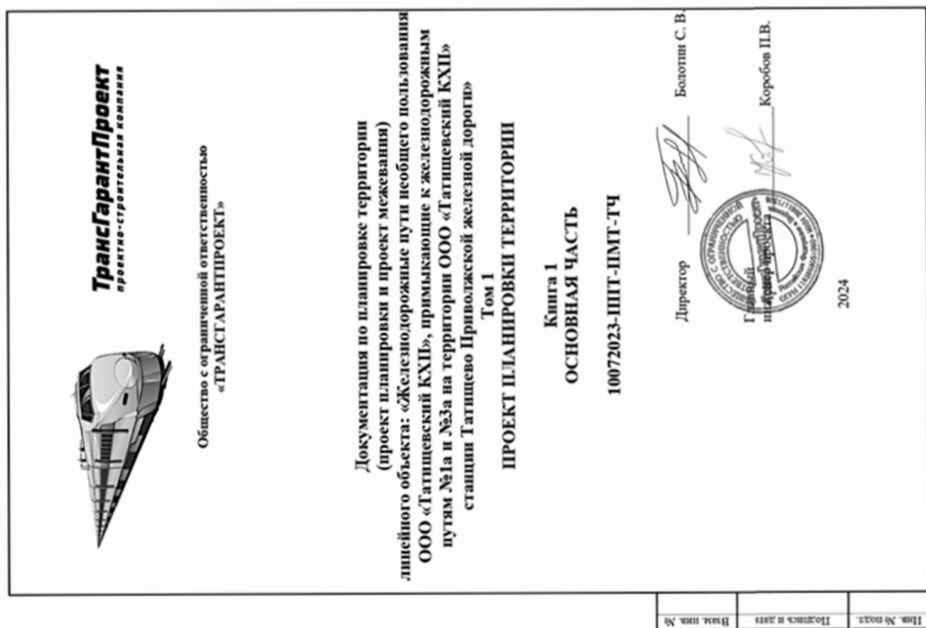 ТрансГарантПроект
проектно-строительная компания
Общество с ограниченной ответственностью
«ТРАНСГАРАНТПРОЕКТ»
Документация по планировке территории
(проект планировки и проект межевания)
линейного объекта: «Железнодорожные пути необщего пользования
ООО «Татищевский КХП», примыкающие к железнодорожным
путям №1а и №3а на территории ООО «Татищевский КХП»
станции Татищево Приволжской железной дороги»
Том 1
ПРОЕКТ ПЛАНИРОВКИ ТЕРРИТОРИИ
Книга 1
ОСНОВНАЯ ЧАСТЬ
10072023-ППТ-ПМТ-ТЧ
Директор Болотин С. В.
Главный
инженер проекта Коробов П.В.
2024
Взам. инв. №
Подпись и дата
Инв. № подл.